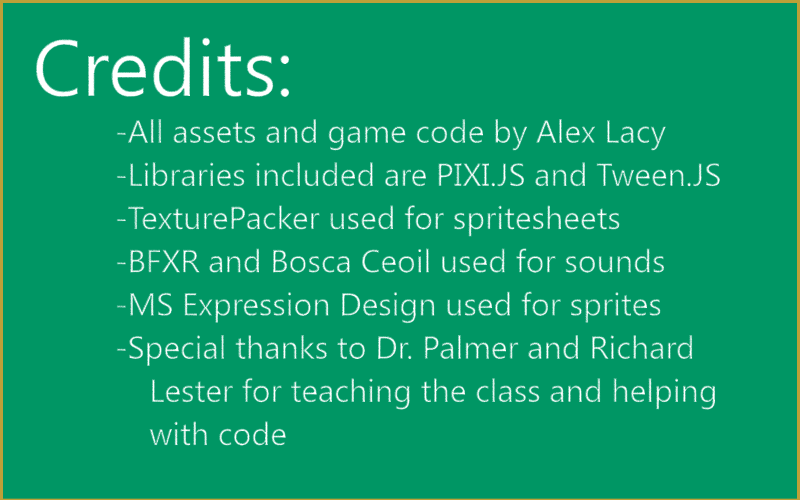 Credits:
-All assets and game code by Alex Lacy
-Libraries included are PIXI.JS and Tween.JS
-TexturePacker used for spritesheets
-BFXR and Bosca Ceoil used for sounds
-MS Expression Design used for sprites
-Special thanks to Dr. Palmer and Richard
Lester for teaching the class and helping
with code